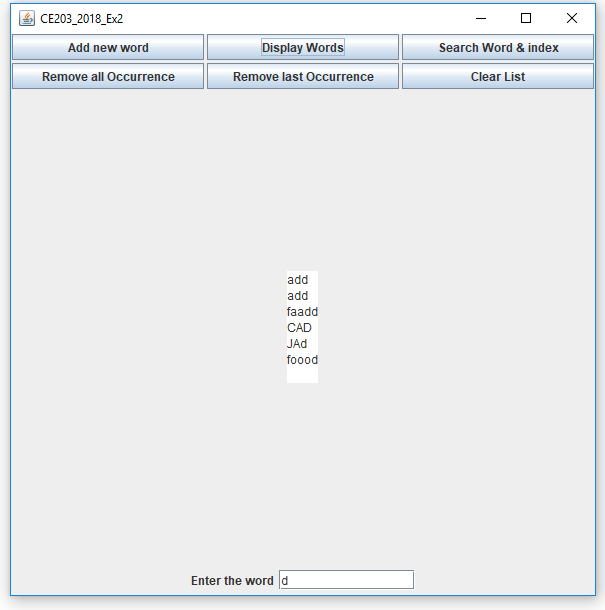 CE203_2018_Ex2
Add new word Display Words Search Word & index
Remove all Occurrence Remove last Occurrence Clear List
add
add
faadd
CAD
JAd
foood
Enter the word d